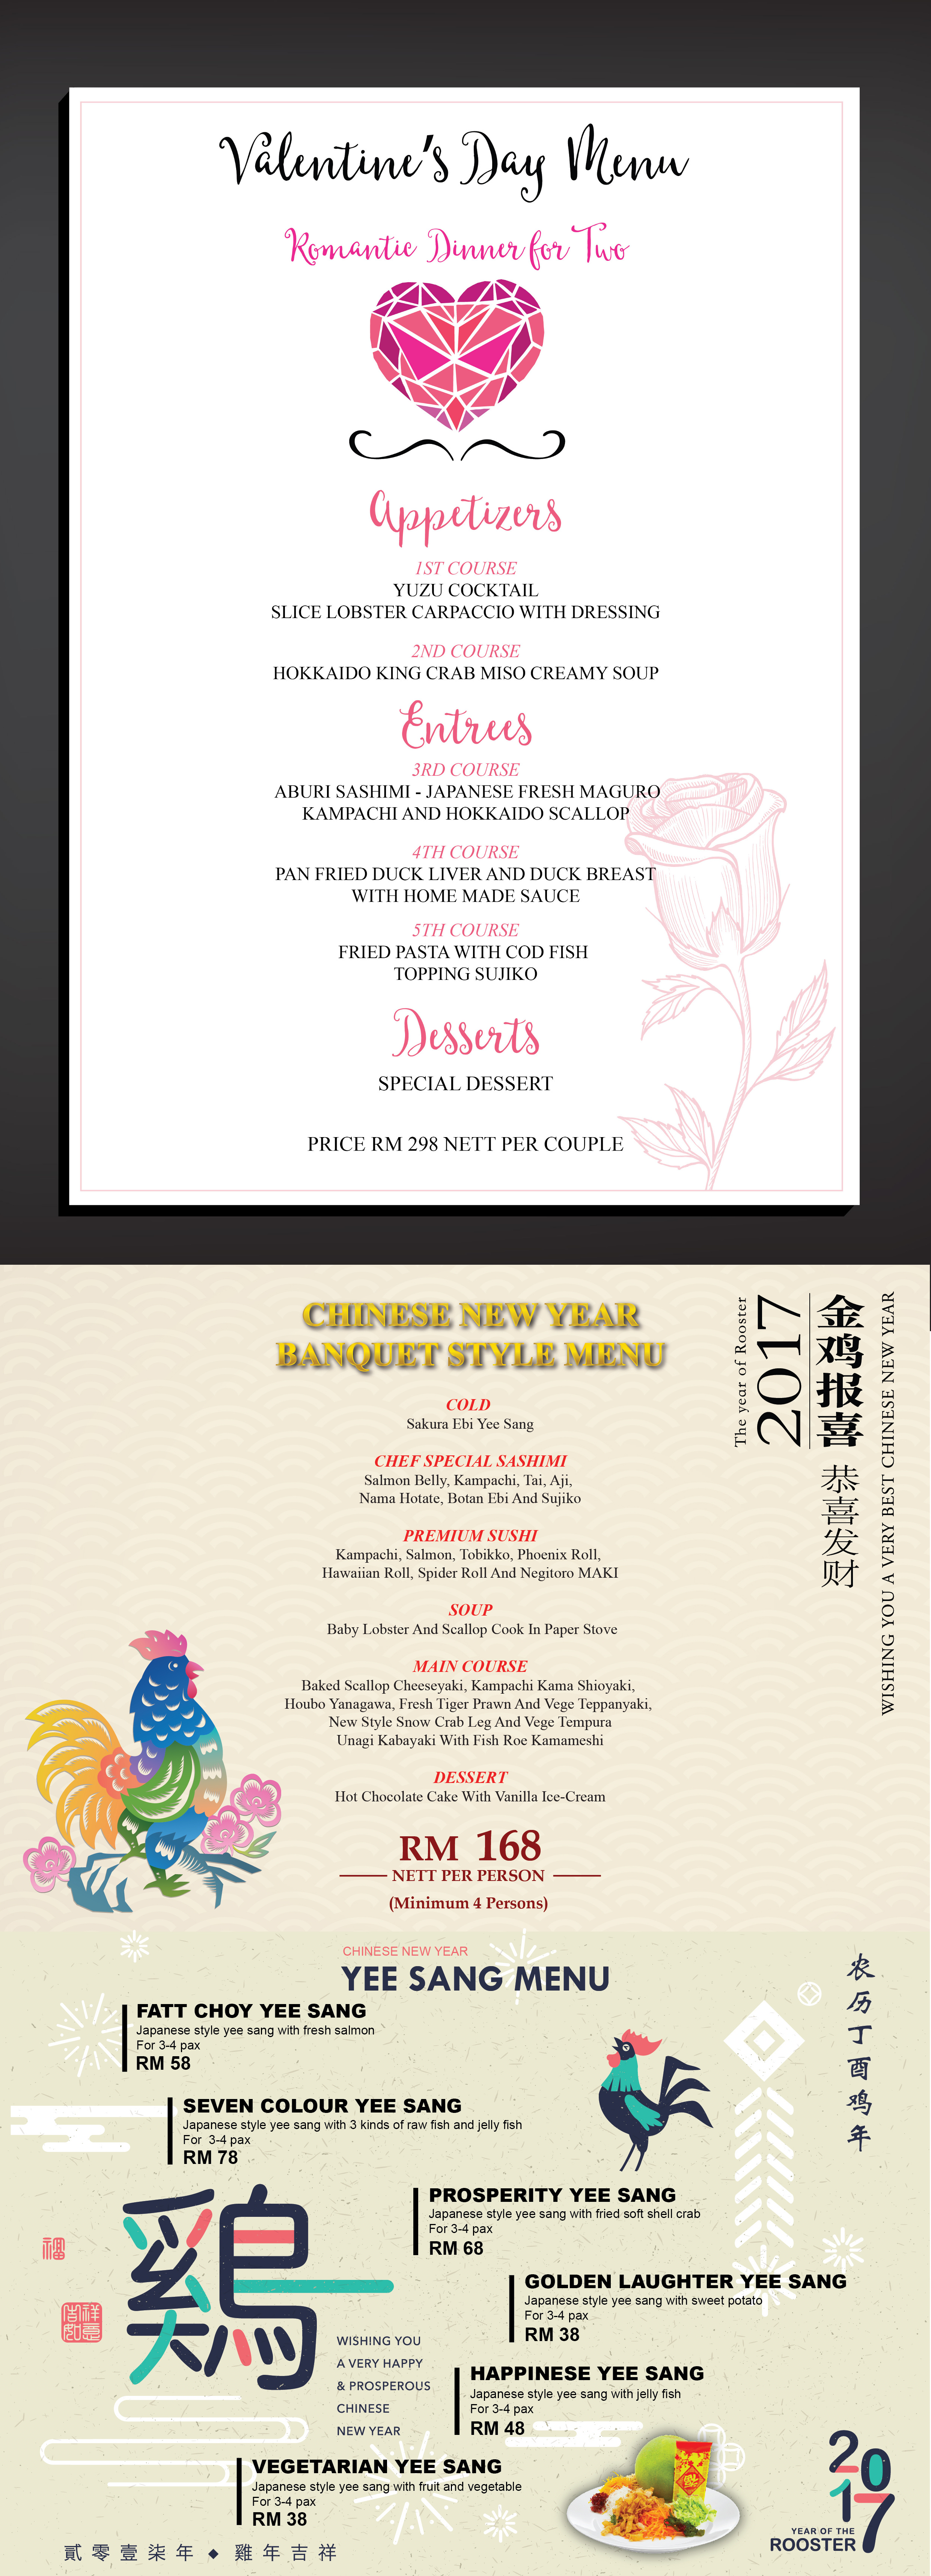 Valentine's Day Menu
Romantic Dinner for Two
Appetizers
1ST COURSE
YUZU COCKTAIL
SLICE LOBSTER CARPACCIO WITH DRESSING
2ND COURSE
HOKKAIDO KING CRAB MISO CREAMY SOUP
Entrees
3RD COURSE
ABURI SASHIMI - JAPANESE FRESH MAGURO
KAMPACHI AND HOKKAIDO SCALLOP
4TH COURSE
PAN FRIED DUCK LIVER AND DUCK BREAST
WITH HOME MADE SAUCE
5TH COURSE
FRIED PASTA WITH COD FISH
TOPPING SUJIKO
Desserts
SPECIAL DESSERT
PRICE RM 298 NETT PER COUPLE
CHINESE NEW YEAR
BANQUET STYLE MENU
COLD
Sakura Ebi Yee Sang
CHEF SPECIAL SASHIMI
Salmon Belly, Kampachi, Tai, Aji,
Nama Hotate, Botan Ebi And Sujiko
PREMIUM SUSHI
Kampachi, Salmon, Tobikko, Phoenix Roll,
Hawaiian Roll, Spider Roll And Negitoro MAKI
SOUP
Baby Lobster And Scallop Cook In Paper Stove
MAIN COURSE
Baked Scallop Cheeseyaki, Kampachi Kama Shioyaki,
Houbo Yanagawa, Fresh Tiger Prawn And Vege Teppanyaki,
New Style Snow Crab Leg And Vege Tempura
Unagi Kabayaki With Fish Roe Kamameshi
DESSERT
Hot Chocolate Cake With Vanilla Ice-Cream
RM 168
NETT PER PERSON
(Minimum 4 Persons)
The year of Rooster
2017
金鸡报喜 恭喜发财
WISHING YOU A VERY BEST CHINESE NEW YEAR
CHINESE NEW YEAR
YEE SANG MENU
FATT CHOY YEE SANG
Japanese style yee sang with fresh salmon
For 3-4 pax
RM 58
SEVEN COLOUR YEE SANG
Japanese style yee sang with 3 kinds of raw fish and jelly fish
For 3-4 pax
RM 78
PROSPERITY YEE SANG
Japanese style yee sang with fried soft shell crab
For 3-4 pax
RM 68
GOLDEN LAUGHTER YEE SANG
Japanese style yee sang with sweet potato
For 3-4 pax
RM 38
HAPPINESE YEE SANG
Japanese style yee sang with jelly fish
For 3-4 pax
RM 48
VEGETARIAN YEE SANG
Japanese style yee sang with fruit and vegetable
For 3-4 pax
RM 38
农历丁酉鸡年
福
吉祥如意
鷄
WISHING YOU
A VERY HAPPY
& PROSPEROUS
CHINESE
NEW YEAR
貳零壹柒年 ◆ 雞年吉祥
福
2017
YEAR OF THE
ROOSTER